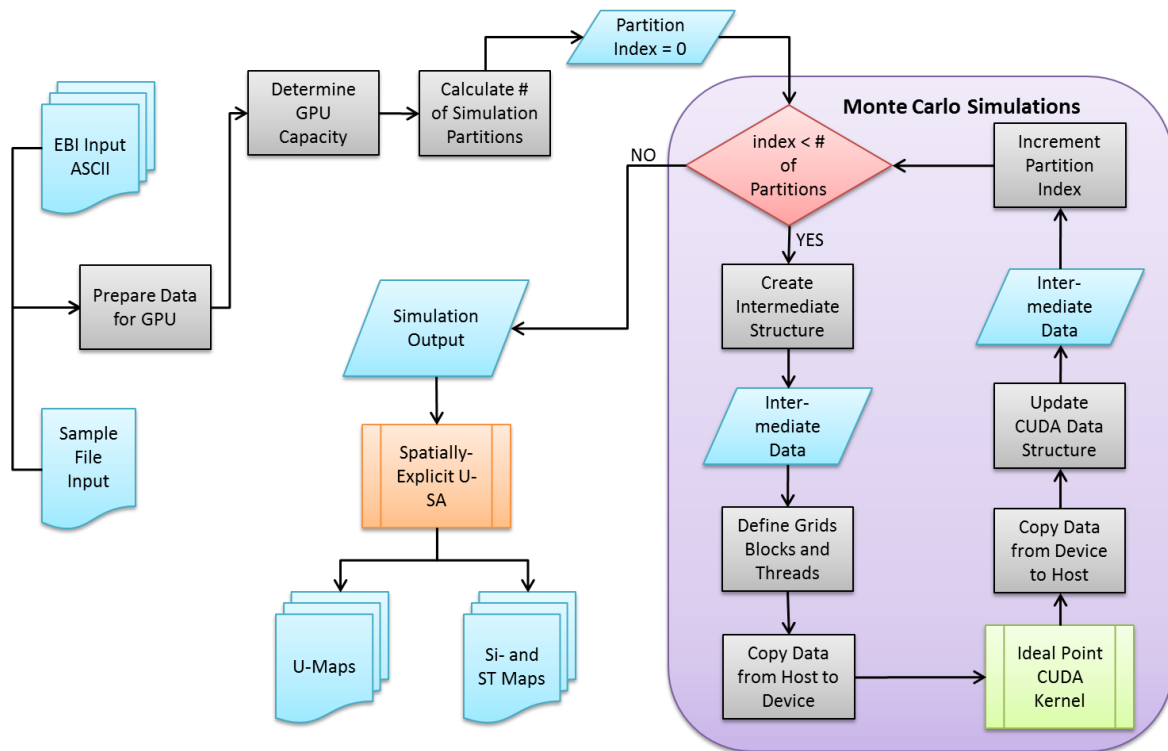 Partition
Index = 0
Determine
GPU
Capacity
Calculate #
of Simulation
Partitions
Monte Carlo Simulations
EBI Input
ASCII
index < #
of
Partitions
Increment
Partition
Index
NO
YES
Prepare Data
for GPU
Simulation
Output
Create
Intermediate
Structure
Inter-
mediate
Data
Sample
File
Input
Spatially-
Explicit U-
SA
Inter-
mediate
Data
Update
CUDA Data
Structure
Define Grids
Blocks and
Threads
Copy Data
from Device
to Host
U-Maps
Si- and
ST Maps
Copy Data
from Host to
Device
Ideal Point
CUDA
Kernel